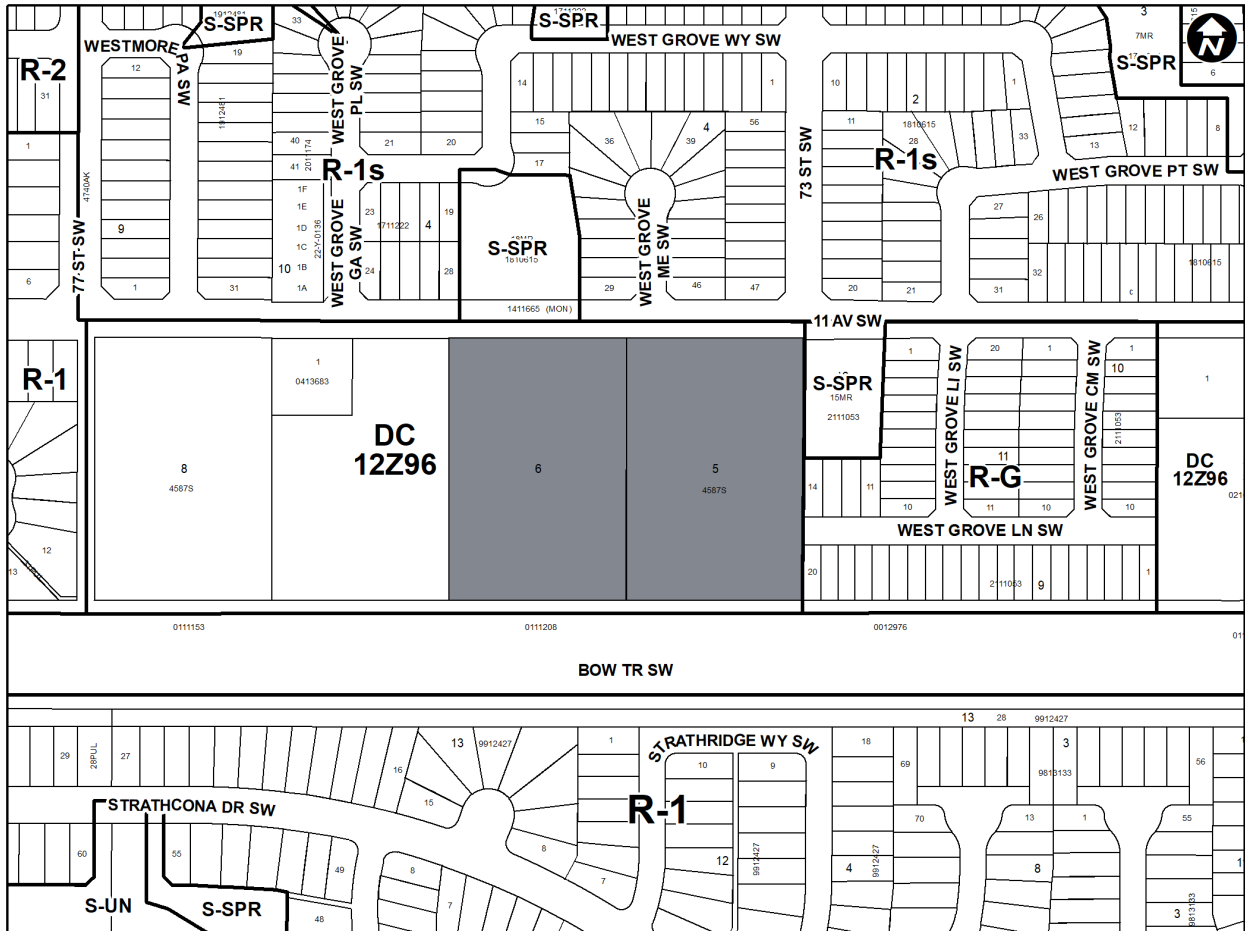 S-SPR
33
WESTMORE PA SW
R-2
31
12
19
1912481
WEST GROVE PL SW
S-SPR
WEST GROVE WY SW
14
1
10
2
1
3
7MR
S-SPR
N
6
1
4740AK
40
41
2011174
R-1s
21
20
15
17
36
4
39
56
11
1810615
28
R-1s
33
13
12
8
WEST GROVE PT SW
73 ST SW
77 ST SW
9
1F
1E
1D
1C
1B
1A
10
22-Y-0136
WEST GROVE GA SW
23
1711222
4
19
24
28
S-SPR
1810615
WEST GROVE ME SW
27
26
32
1810615
6
1
31
1411665 (MON)
29
46
47
20
21
31
c
11 AV SW
R-1
1
0413683
DC
12Z96
8
4587S
6
5
4587S
S-SPR
15MR
2111053
1
WEST GROVE LI SW
20
1
WEST GROVE CM SW
1
10
2111053
1
11
R-G
DC
12Z96
14
11
10
11
10
10
WEST GROVE LN SW
12
13
20
2111053
9
1
0111153
0111208
0012976
BOW TR SW
13
28
9912427
29
28PUL
27
16
15
13
9912427
1
STRATHRIDGE WY SW
10
9
18
69
3
9813133
56
STRATHCONA DR SW
R-1
60
55
49
8
7
8
7
12
9912427
4
9912427
70
13
8
1
55
S-UN
S-SPR
48
3
9813133